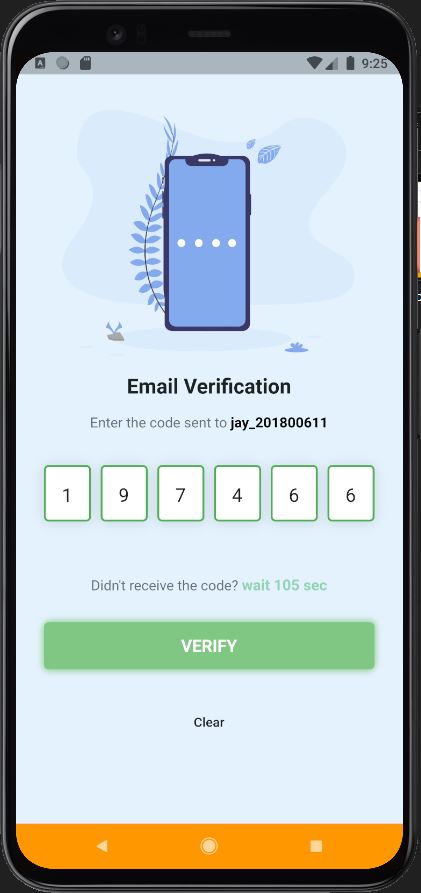 A
9:25
Email Verification
Enter the code sent to jay_201800611
1 9 7 4 6 6
Didn't receive the code? wait 105 sec
VERIFY
Clear